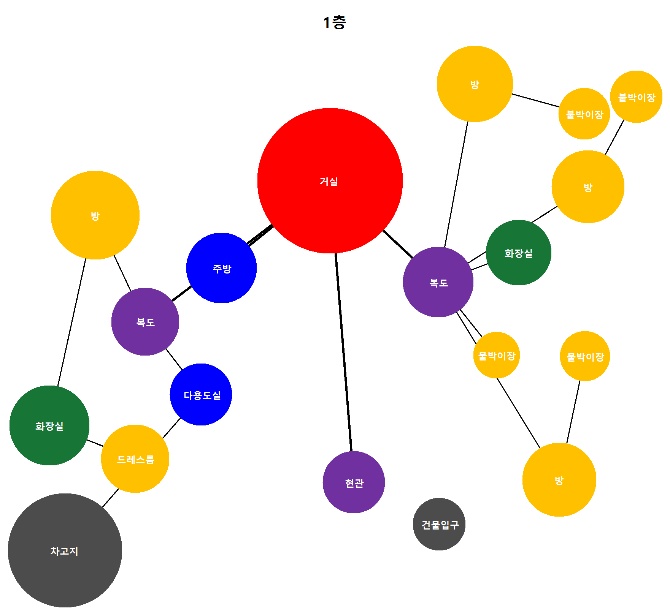 1층
방
붙박이장
붙박이장
거실
방
방
주방
화장실
복도
복도
붙박이장
붙박이장
다용도실
화장실
드레스룸
방
현관
건물입구
차고지